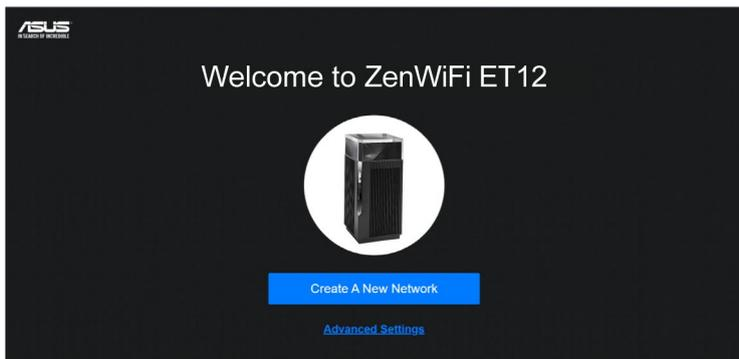 ASUS
IN SEARCH OF INCREDIBLE
Welcome to ZenWiFi ET12
Create A New Network
Advanced Settings